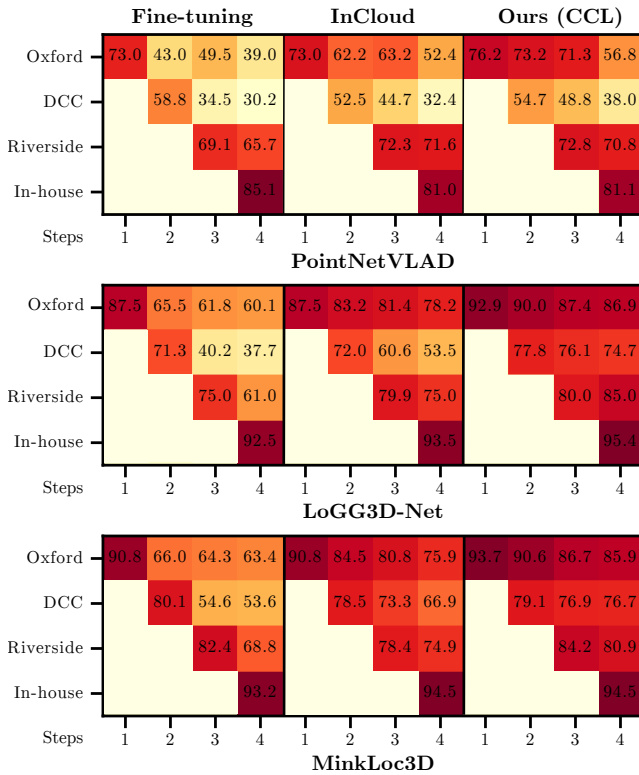 Fine-tuning InCloud Ours (CCL)
Oxford 73.0 43.0 49.5 39.0 73.0 62.2 63.2 52.4 76.2 73.2 71.3 56.8
DCC 58.8 34.5 30.2 52.5 44.7 32.4 54.7 48.8 38.0
Riverside 69.1 65.7 72.3 71.6 72.8 70.8
In-house 85.1 81.0 81.1
Steps 1 2 3 4 1 2 3 4 1 2 3 4
PointNetVLAD
Oxford 87.5 65.5 61.8 60.1 87.5 83.2 81.4 78.2 92.9 90.0 87.4 86.9
DCC 71.3 40.2 37.7 72.0 60.6 53.5 77.8 76.1 74.7
Riverside 75.0 61.0 79.9 75.0 80.0 85.0
In-house 92.5 93.5 95.4
Steps 1 2 3 4 1 2 3 4 1 2 3 4
LoGG3D-Net
Oxford 90.8 66.0 64.3 63.4 90.8 84.5 80.8 75.9 93.7 90.6 86.7 85.9
DCC 80.1 54.6 53.6 78.5 73.3 66.9 79.1 76.9 76.7
Riverside 82.4 68.8 78.4 74.9 84.2 80.9
In-house 93.2 94.5 94.5
Steps 1 2 3 4 1 2 3 4 1 2 3 4
MinkLoc3D